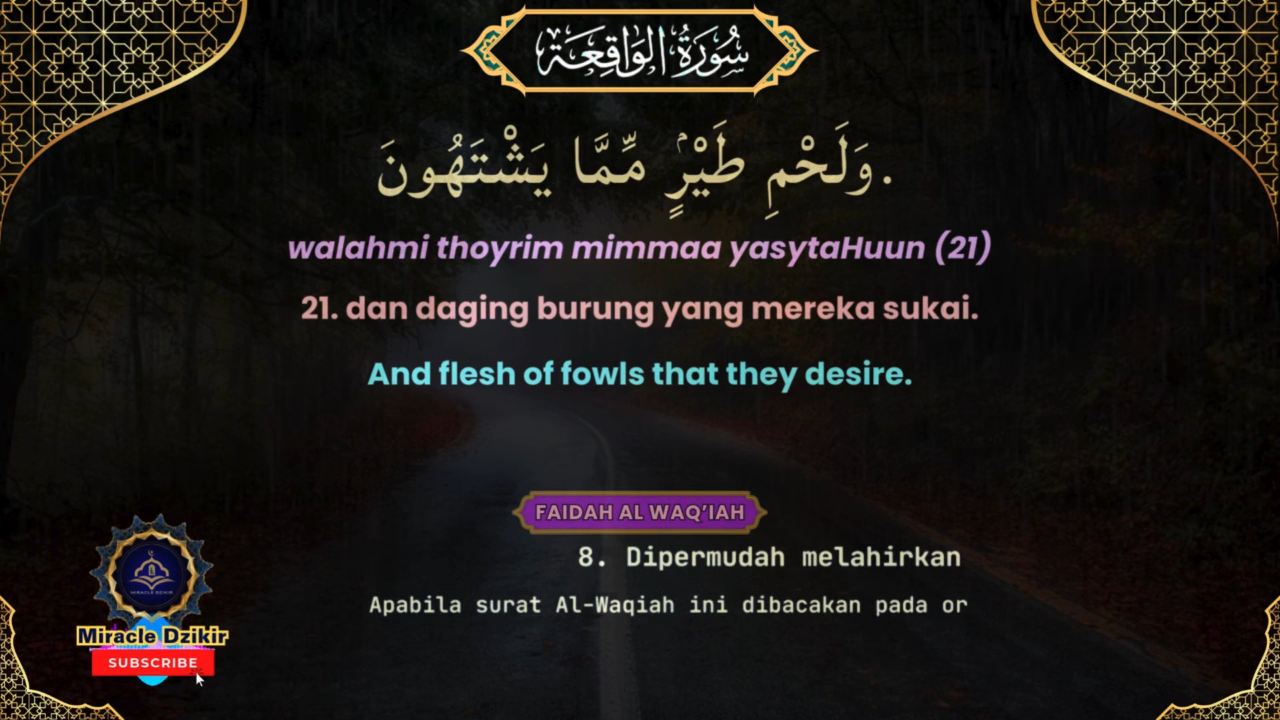 سُورَةُ الوَاقِعَة
وَلَحْمِ طَيْرٍۢ مِّمَّا يَشْتَهُونَ.
walahmi thoyrim mimmaa yasytaHuun (21)
21. dan daging burung yang mereka sukai.
And flesh of fowls that they desire.
FAIDAH AL WAQ'IAH
8. Dipermudah melahirkan
Apabila surat Al-Waqiah ini dibacakan pada or
MIRACLE DZIKIR
Miracle Dzikir
SUBSCRIBE